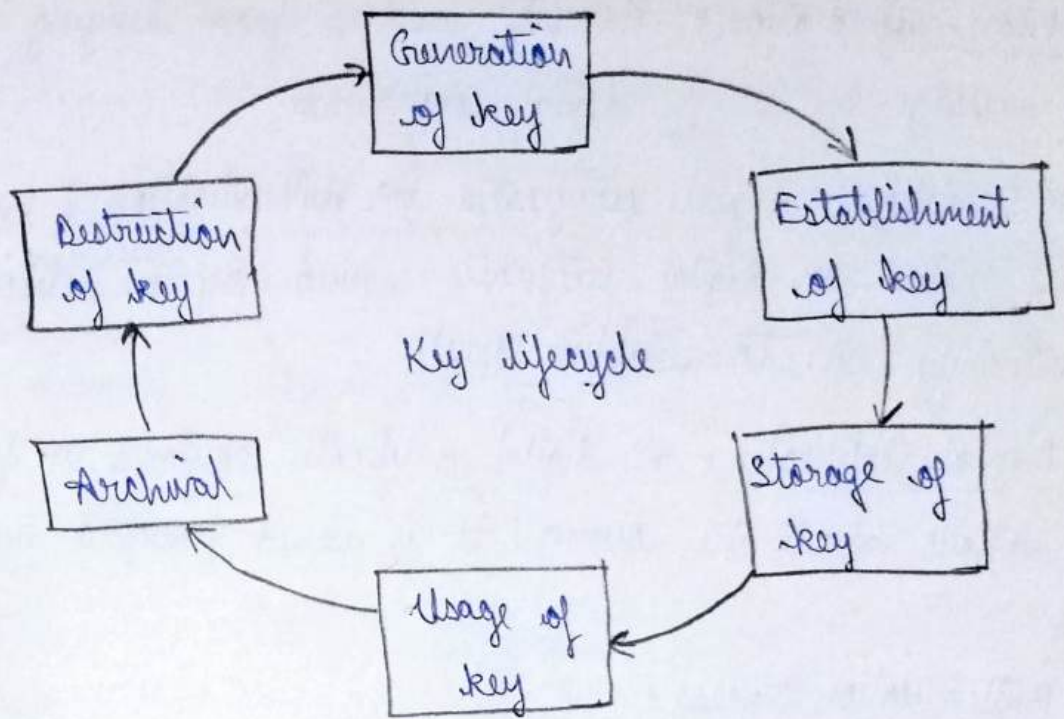 Generation
of key
Establishment
of key
Storage of
key
Usage of
key
Archival
Destruction
of key
Key lifecycle